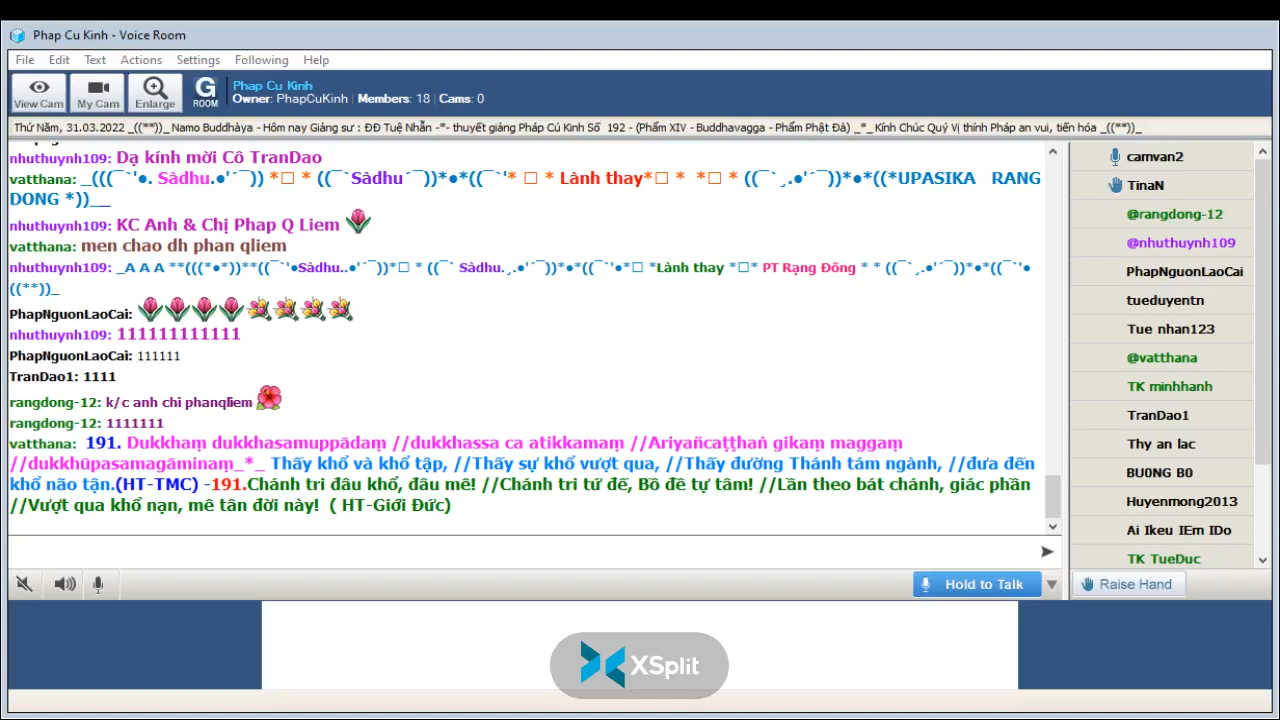 Phap Cu Kinh - Voice Room
File Edit Text Actions Settings Following Help
View Cam My Cam Enlarge G ROOM
Phap Cu Kinh
Owner: PhapCuKinh | Members: 18 | Cams: 0
Thứ Năm, 31.03.2022 _((**))_ Namo Buddhàya - Hôm nay Giảng sư : ĐĐ Tuệ Nhẫn -*- thuyết giảng Pháp Cú Kinh Số 192 - (Phẩm XIV - Buddhavagga - Phẩm Phật Đà) _*_ Kính Chúc Quý Vị thính Pháp an vui, tiến hóa _((**))_
nhuthuynh109: Dạ kính mời Cô TranDao
vatthana: _(((¯`'•. Sàdhu.•'´¯)) *□ * ((¯`Sàdhu´¯))*•*((¯`'* □ * Lành thay*□ * *□ * ((¯`¸.•'´¯))*•*((*UPASIKA RANG
DONG *))__
nhuthuynh109: KC Anh & Chị Phap Q Liem
vatthana: men chao dh phan qliem
nhuthuynh109: _A A A **(((*•*))**((¯`'•Sàdhu..•'´¯))*□ * ((¯` Sàdhu.¸.•'´¯))*•*((¯`'•*□ *Lành thay *□* PT Rạng Đông * * ((¯`¸.•'´¯))*•*((¯`'•
((**))_
PhapNguonLaoCai:
nhuthuynh109: 111111111111
PhapNguonLaoCai: 111111
TranDao1: 1111
rangdong-12: k/c anh chi phanqliem
rangdong-12: 1111111
vatthana: 191. Dukkhaṃ dukkhasamuppādaṃ //dukkhassa ca atikkamaṃ //Ariyañcaṭṭhaṅ gikaṃ maggaṃ
//dukkhūpasamagāminaṃ_*_ Thấy khổ và khổ tập, //Thấy sự khổ vượt qua, //Thấy đường Thánh tám ngành, //đưa đến
khổ não tận.(HT-TMC) -191.Chánh tri đâu khổ, đâu mê! //Chánh tri tứ đế, Bồ đề tự tâm! //Lần theo bát chánh, giác phần
//Vượt qua khổ nạn, mê tân đời này! ( HT-Giới Đức)
camvan2
TinaN
@rangdong-12
@nhuthuynh109
PhapNguonLaoCai
tueduyentn
Tue nhan123
@vatthana
TK minhhanh
TranDao1
Thy an lac
BU0NG B0
Huyenmong2013
Ai Ikeu IEm IDo
TK TueDuc
Hold to Talk
Raise Hand
XSplit